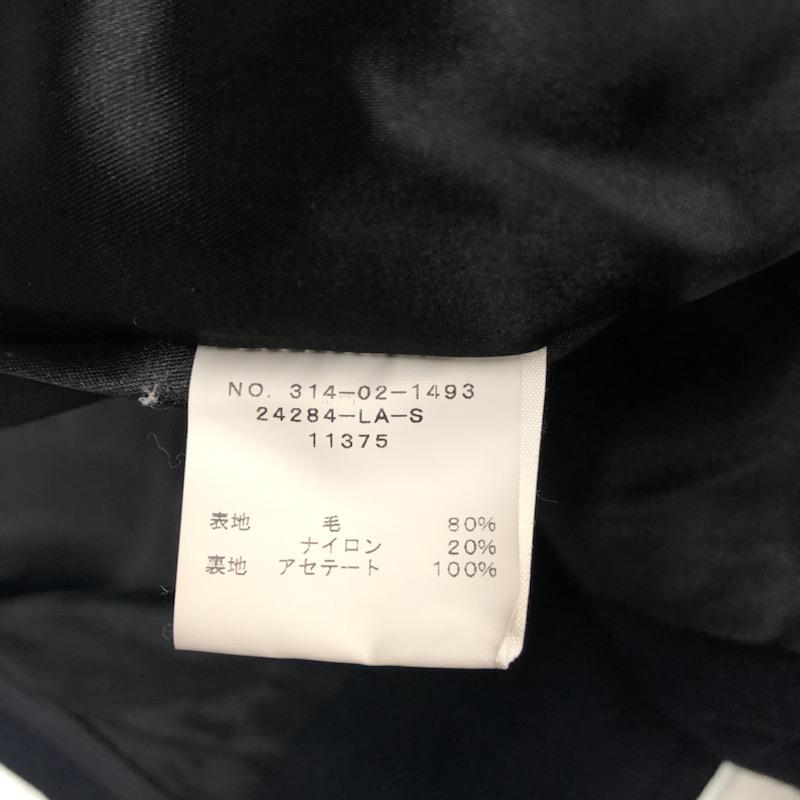 NO. 314-02-1493
24284-LA-S
11375
表地 毛 80%
ナイロン 20%
裏地 アセテート 100%